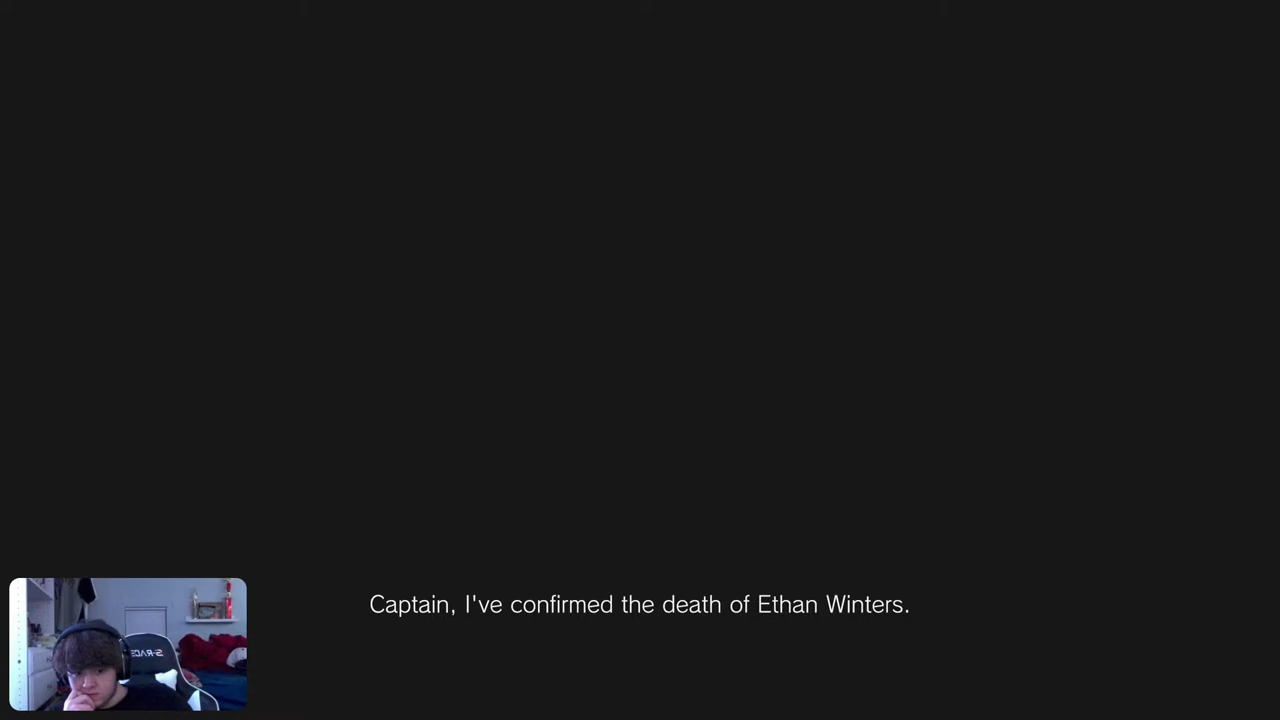 Captain, I've confirmed the death of Ethan Winters.